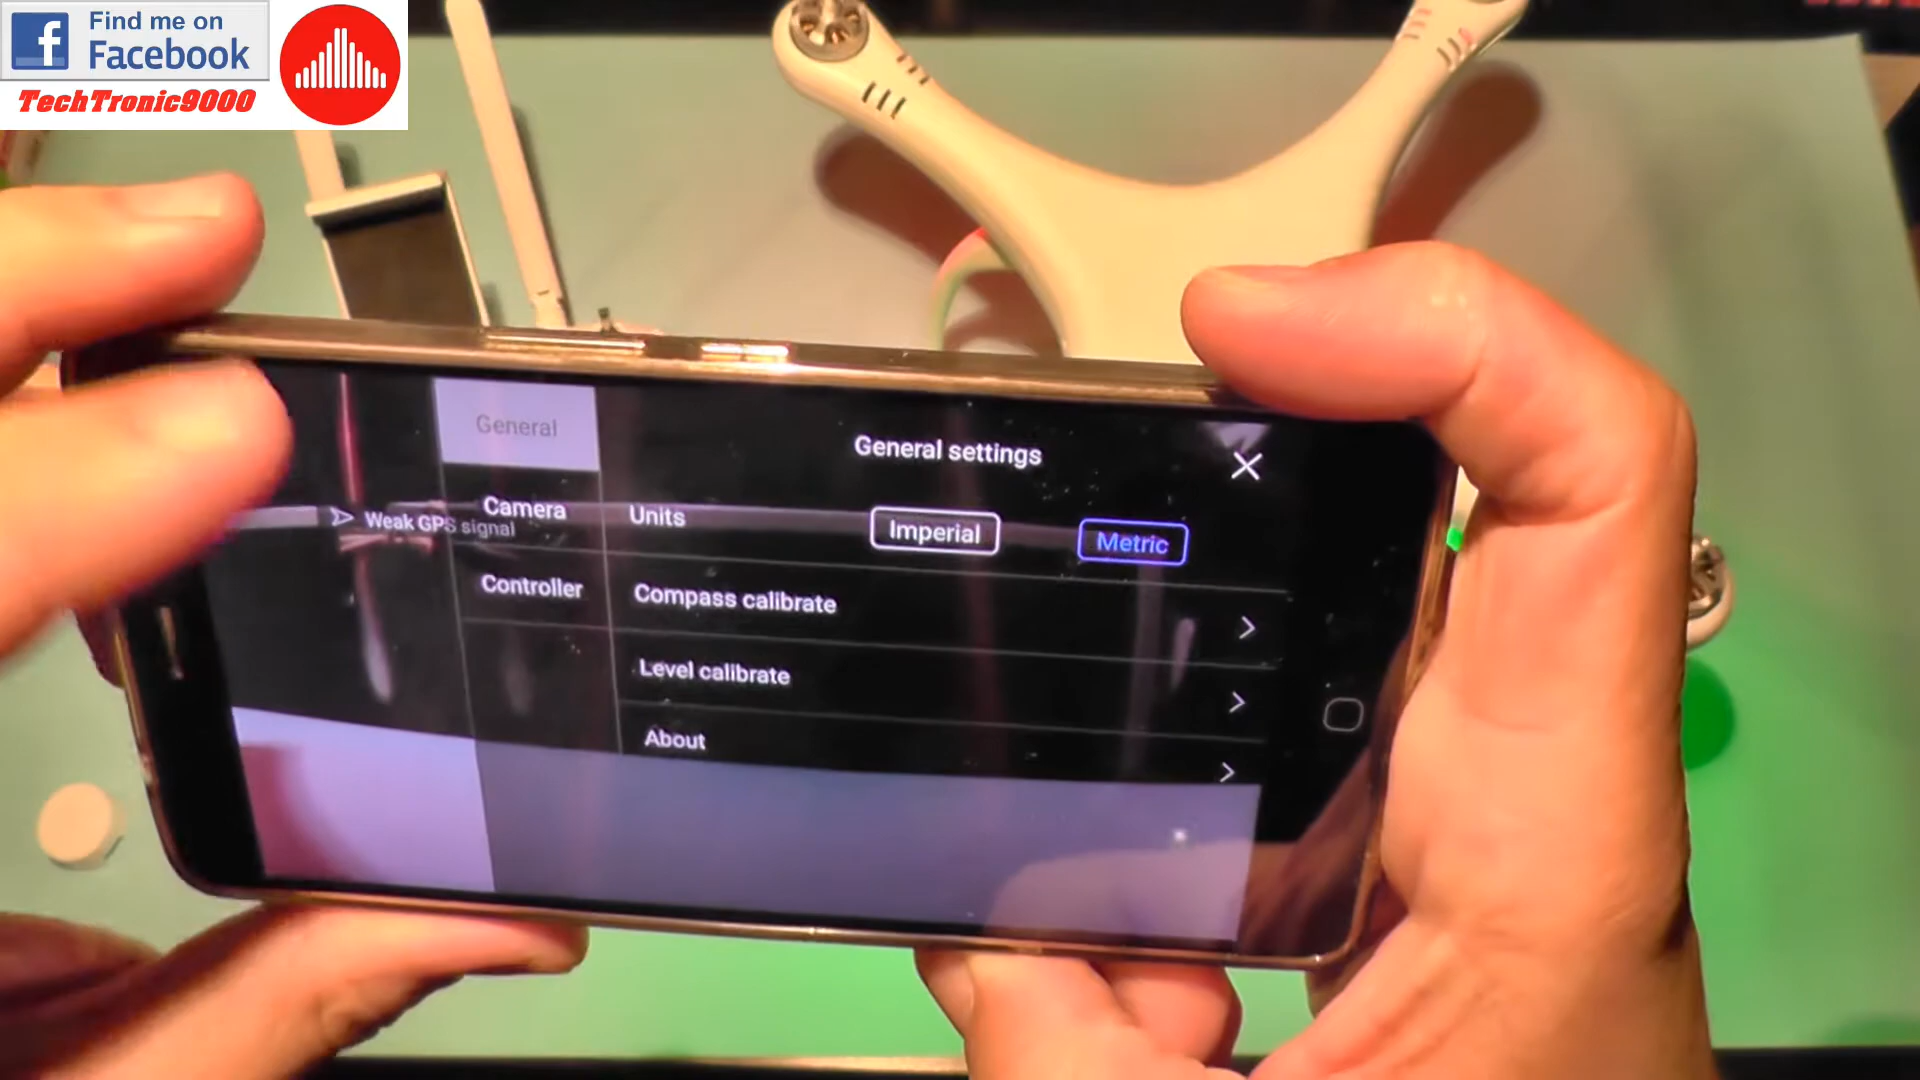 Find me on
Facebook
TechTronic9000
General
General settings
Camera
Units
Imperial
Metric
Weak GPS signal
Controller
Compass calibrate
Level calibrate
About